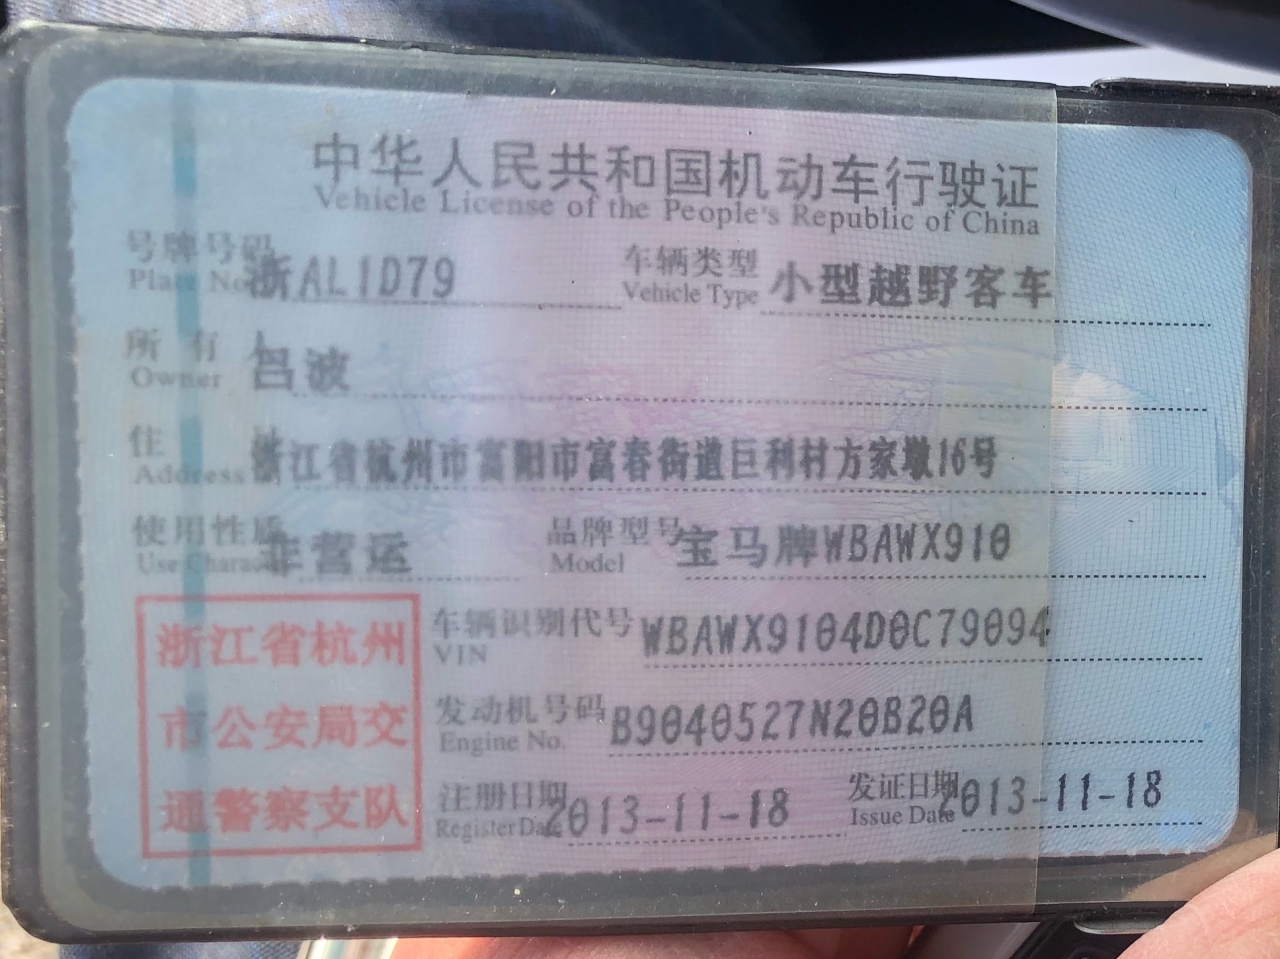 中华人民共和国机动车行驶证
Vehicle License of the People's Republic of China
号牌号码 浙AL1D79 车辆类型 小型越野客车
Plate No. Vehicle Type
所有人 吕波
Owner
住址 浙江省杭州市富阳市富春街道巨利村方家墩16号
Address
使用性质 非营运 品牌型号 宝马牌WBAWX910
Use Character Model
车辆识别代号 WBAWX9104D0C79094
VIN
发动机号码 B9040527N20B20A
Engine No.
注册日期 2013-11-18 发证日期 2013-11-18
Register Date Issue Date
浙江省杭州
市公安局交
通警察支队